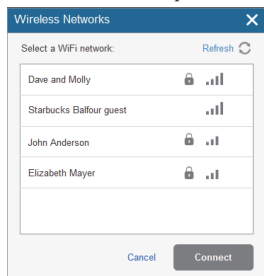 Wireless Networks
Select a WiFi network:
Refresh
Dave and Molly
Starbucks Balfour guest
John Anderson
Elizabeth Mayer
Cancel
Connect